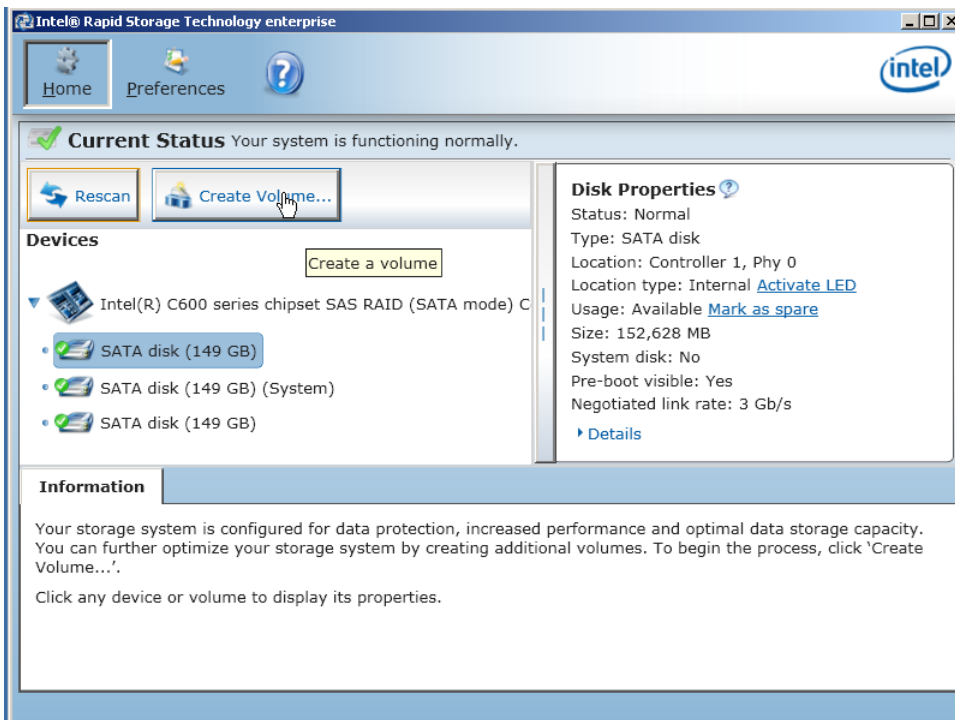 Intel® Rapid Storage Technology enterprise
Home
Preferences
?
intel
Current Status Your system is functioning normally.
Rescan
Create Volume...
Create a volume
Devices
Intel(R) C600 series chipset SAS RAID (SATA mode) C
SATA disk (149 GB)
SATA disk (149 GB) (System)
SATA disk (149 GB)
Disk Properties ?
Status: Normal
Type: SATA disk
Location: Controller 1, Phy 0
Location type: Internal Activate LED
Usage: Available Mark as spare
Size: 152,628 MB
System disk: No
Pre-boot visible: Yes
Negotiated link rate: 3 Gb/s
Details
Information
Your storage system is configured for data protection, increased performance and optimal data storage capacity.
You can further optimize your storage system by creating additional volumes. To begin the process, click ‘Create
Volume...’.
Click any device or volume to display its properties.